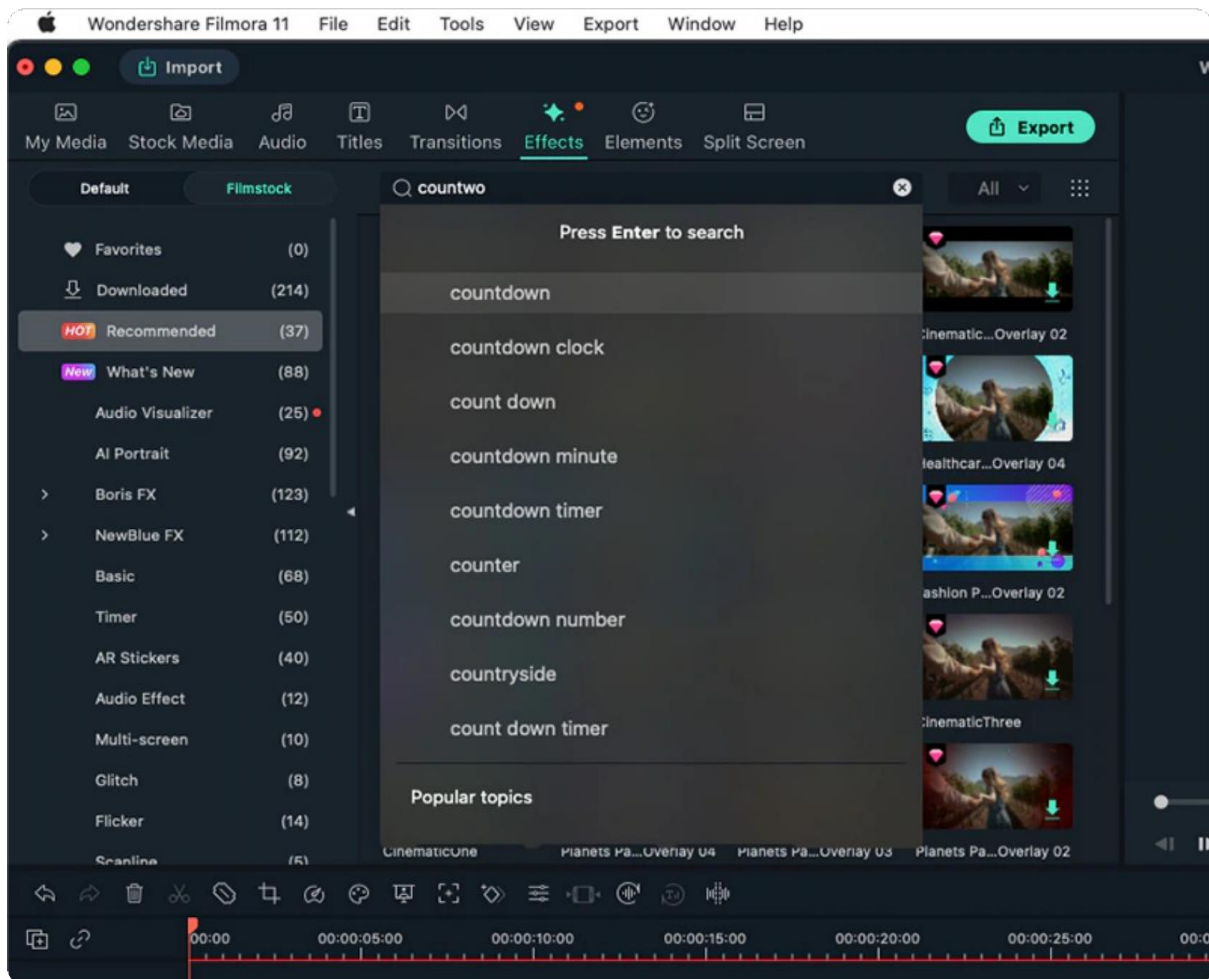 Wondershare Filmora 11 File Edit Tools View Export Window Help
Import
My Media Stock Media Audio Titles Transitions Effects Elements Split Screen
Export
Default Filmstock
countwo
All
Press Enter to search
Favorites (0)
Downloaded (214)
HOT Recommended (37)
New What's New (88)
Audio Visualizer (25)
AI Portrait (92)
Boris FX (123)
NewBlue FX (112)
Basic (68)
Timer (50)
AR Stickers (40)
Audio Effect (12)
Multi-screen (10)
Glitch (8)
Flicker (14)
Scanline (5)
countdown
countdown clock
count down
countdown minute
countdown timer
counter
countdown number
countryside
count down timer
Popular topics
inematic...Overlay 02
lealthcar...Overlay 04
ashion P...Overlay 02
inematicThree
CinematicOne Planets Pa...Overlay 04 Planets Pa...Overlay 03 Planets Pa...Overlay 02
00:00 00:00:05:00 00:00:10:00 00:00:15:00 00:00:20:00 00:00:25:00